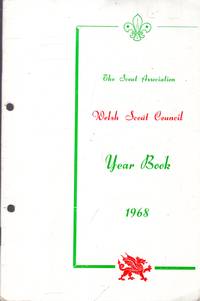 The Scout Association
Welsh Scout Council
Year Book
1968